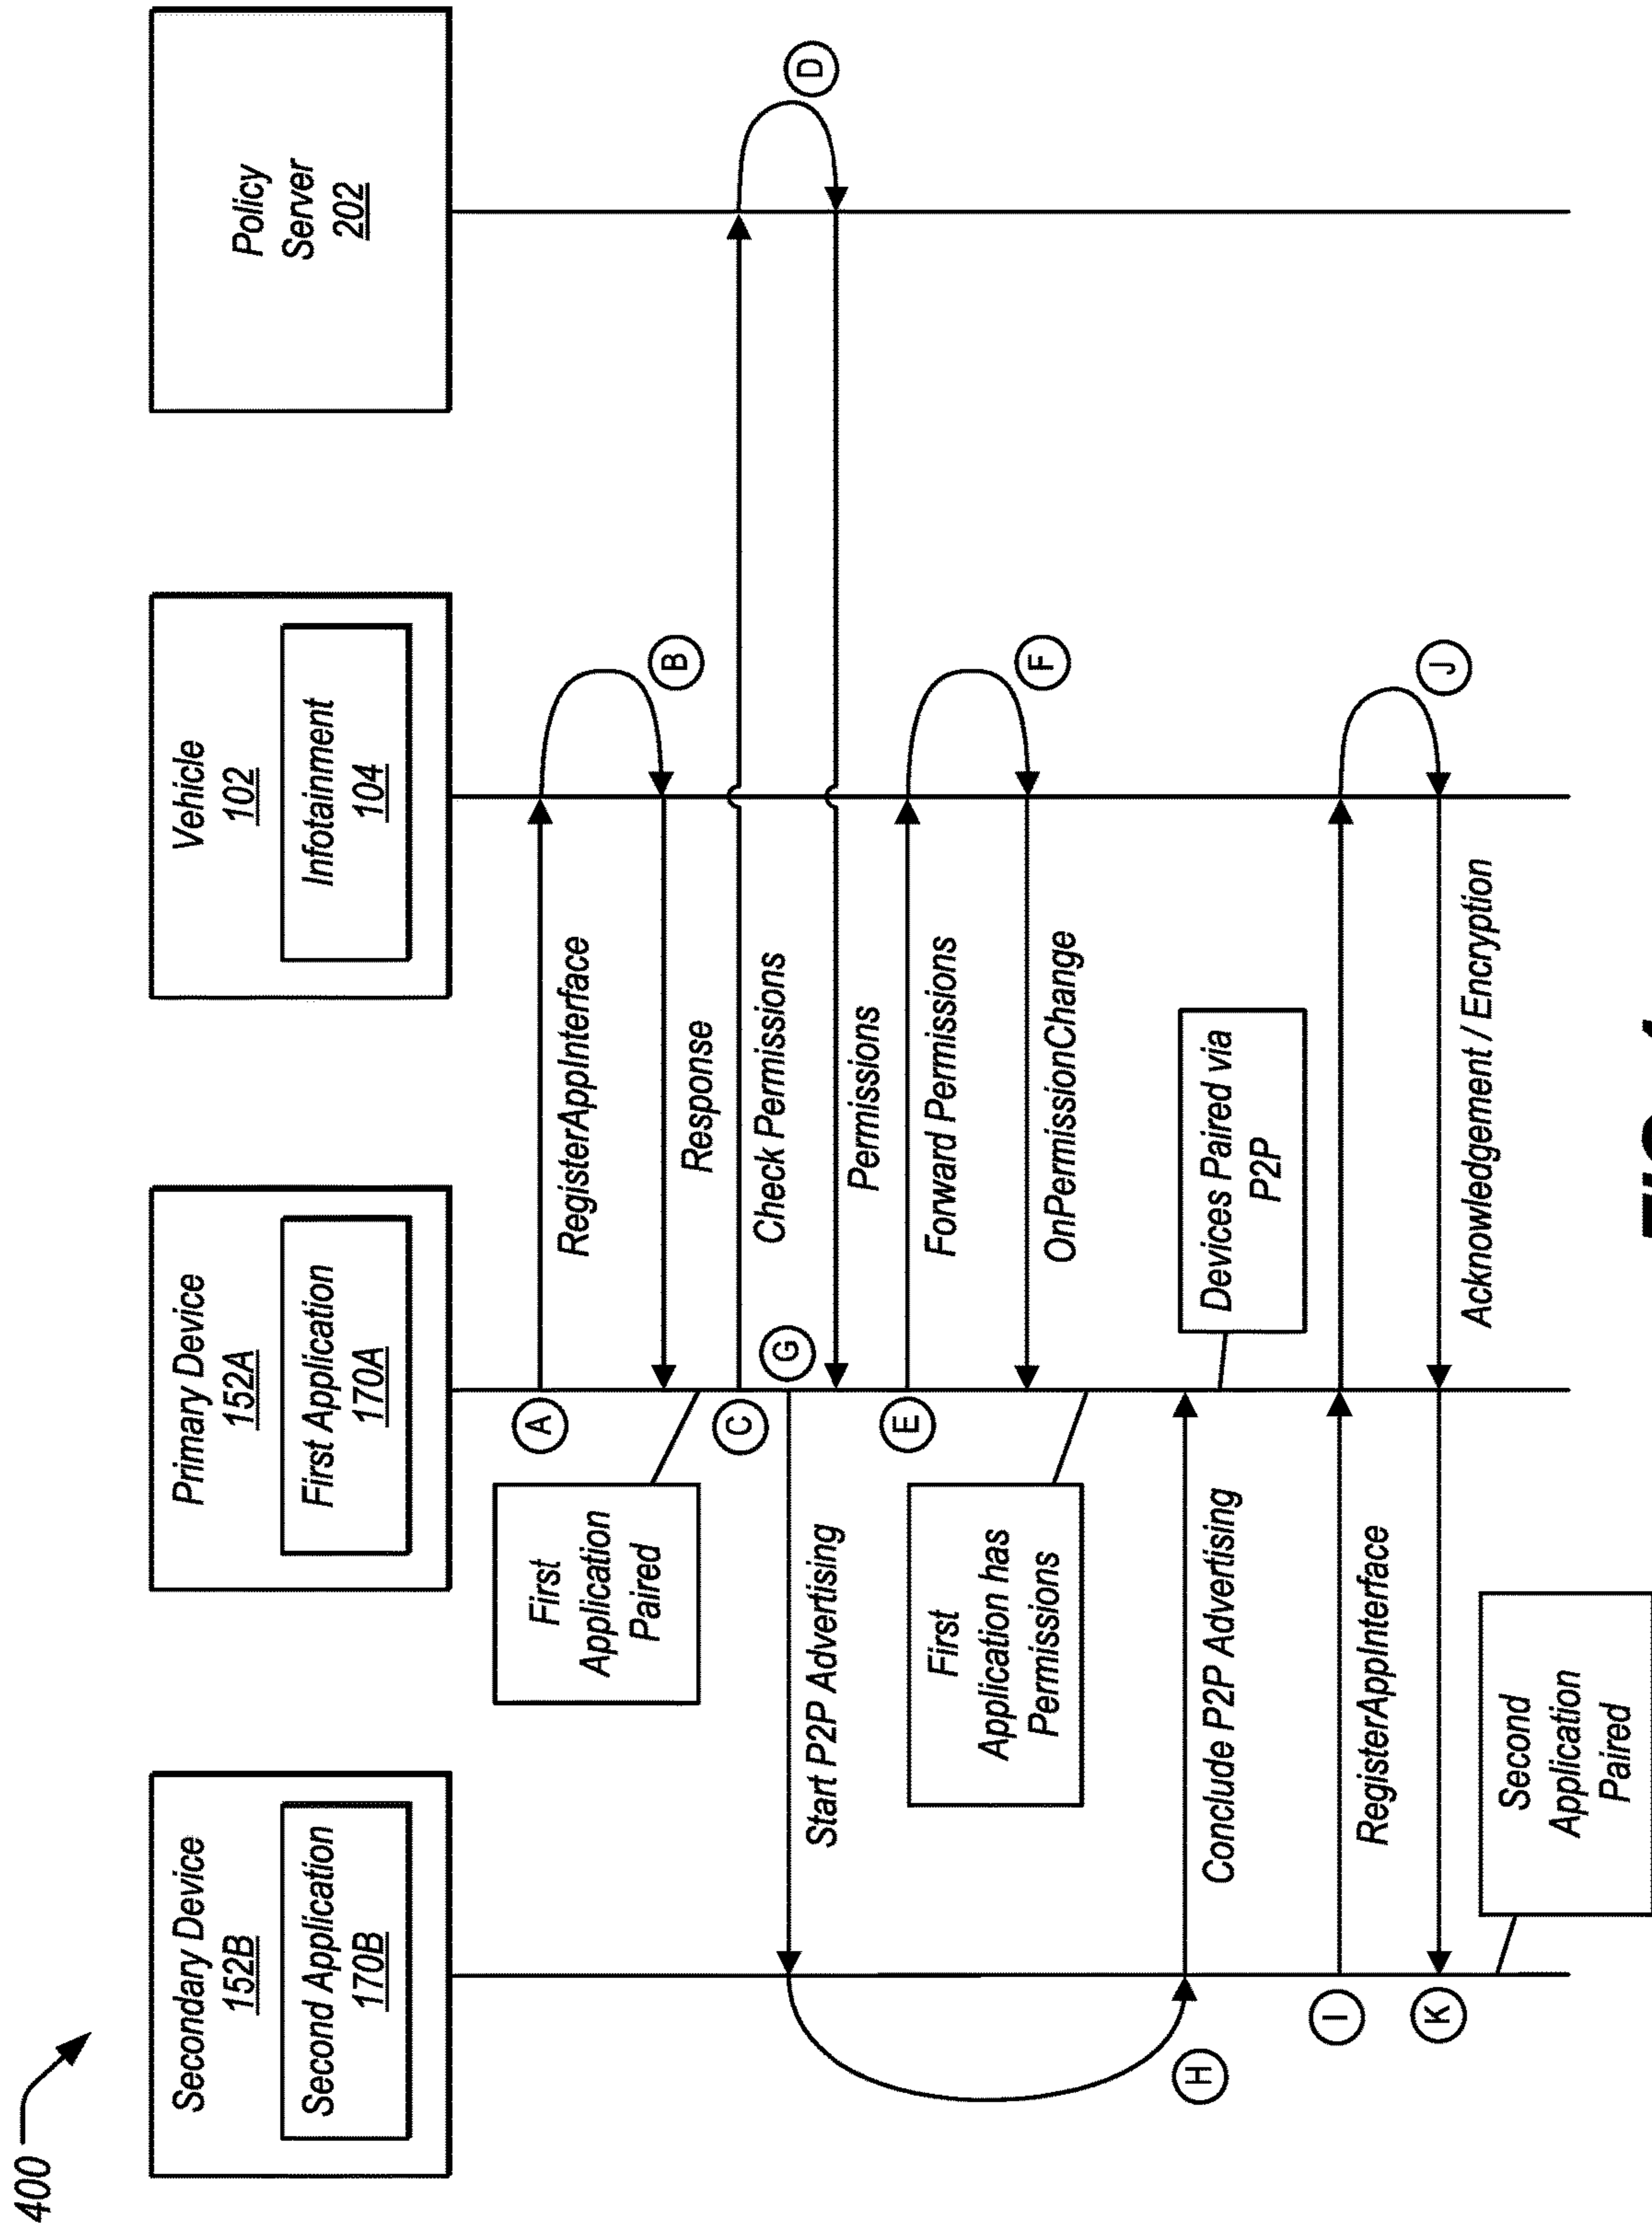 400
Secondary Device
152B
Second Application
170B
Primary Device
152A
First Application
170A
Vehicle
102
Infotainment
104
Policy
Server
202
A
RegisterAppInterface
B
Response
First
Application
Paired
C
Check Permissions
D
G
Start P2P Advertising
Permissions
E
Forward Permissions
F
OnPermissionChange
First
Application has
Permissions
H
Conclude P2P Advertising
Devices Paired via
P2P
I
RegisterAppInterface
J
K
Acknowledgement / Encryption
Second
Application
Paired